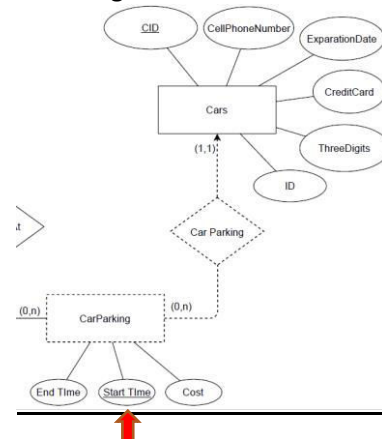 CID
CellPhoneNumber
ExparationDate
Cars
CreditCard
(1,1)
ThreeDigits
ID
Car Parking
(0,n)
(0,n)
CarParking
End TIme
Start TIme
Cost